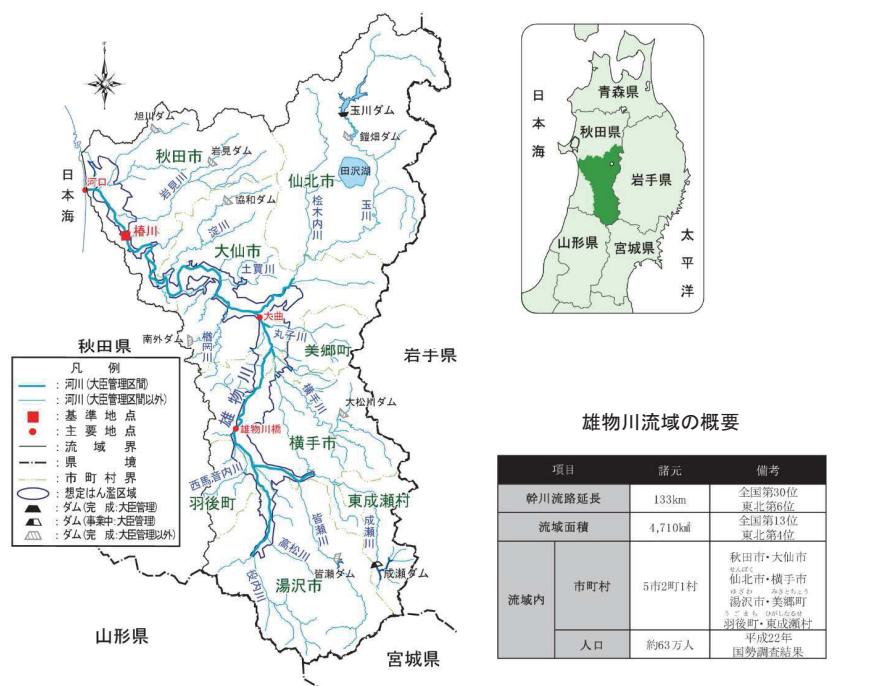 旭川ダム
秋田市
岩見ダム
岩見川
日本海
河口
椿川
協和ダム
淀川
大仙市
土買川
仙北市
桧木内川
玉川ダム
鎧畑ダム
田沢湖
玉川
大曲
丸子川
美郷町
南外ダム
楢岡川
秋田県
岩手県
雄物川
横手川
大松川ダム
雄物川橋
横手市
西馬音内川
羽後町
東成瀬村
皆瀬川
成瀬川
高松川
役内川
皆瀬ダム
成瀬ダム
湯沢市
山形県
宮城県
凡 例
：河川(大臣管理区間)
：河川(大臣管理区間以外)
：基準地点
：主要地点
：流域界
：県境
：市町村界
：想定はん濫区域
：ダム(完 成:大臣管理)
：ダム(事業中:大臣管理)
：ダム(完 成:大臣管理以外)
青森県
日本海
秋田県
岩手県
山形県
宮城県
太平洋
雄物川流域の概要
項目 諸元 備考
幹川流路延長 133km 全国第30位
東北第6位
流域面積 4,710k㎡ 全国第13位
東北第4位
流域内 市町村 5市2町1村 秋田市・大仙市
せんぼく
仙北市・横手市
ゆざわ みさとちょう
湯沢市・美郷町
うごまち ひがしなるせ
羽後町・東成瀬村
人口 約63万人 平成22年
国勢調査結果